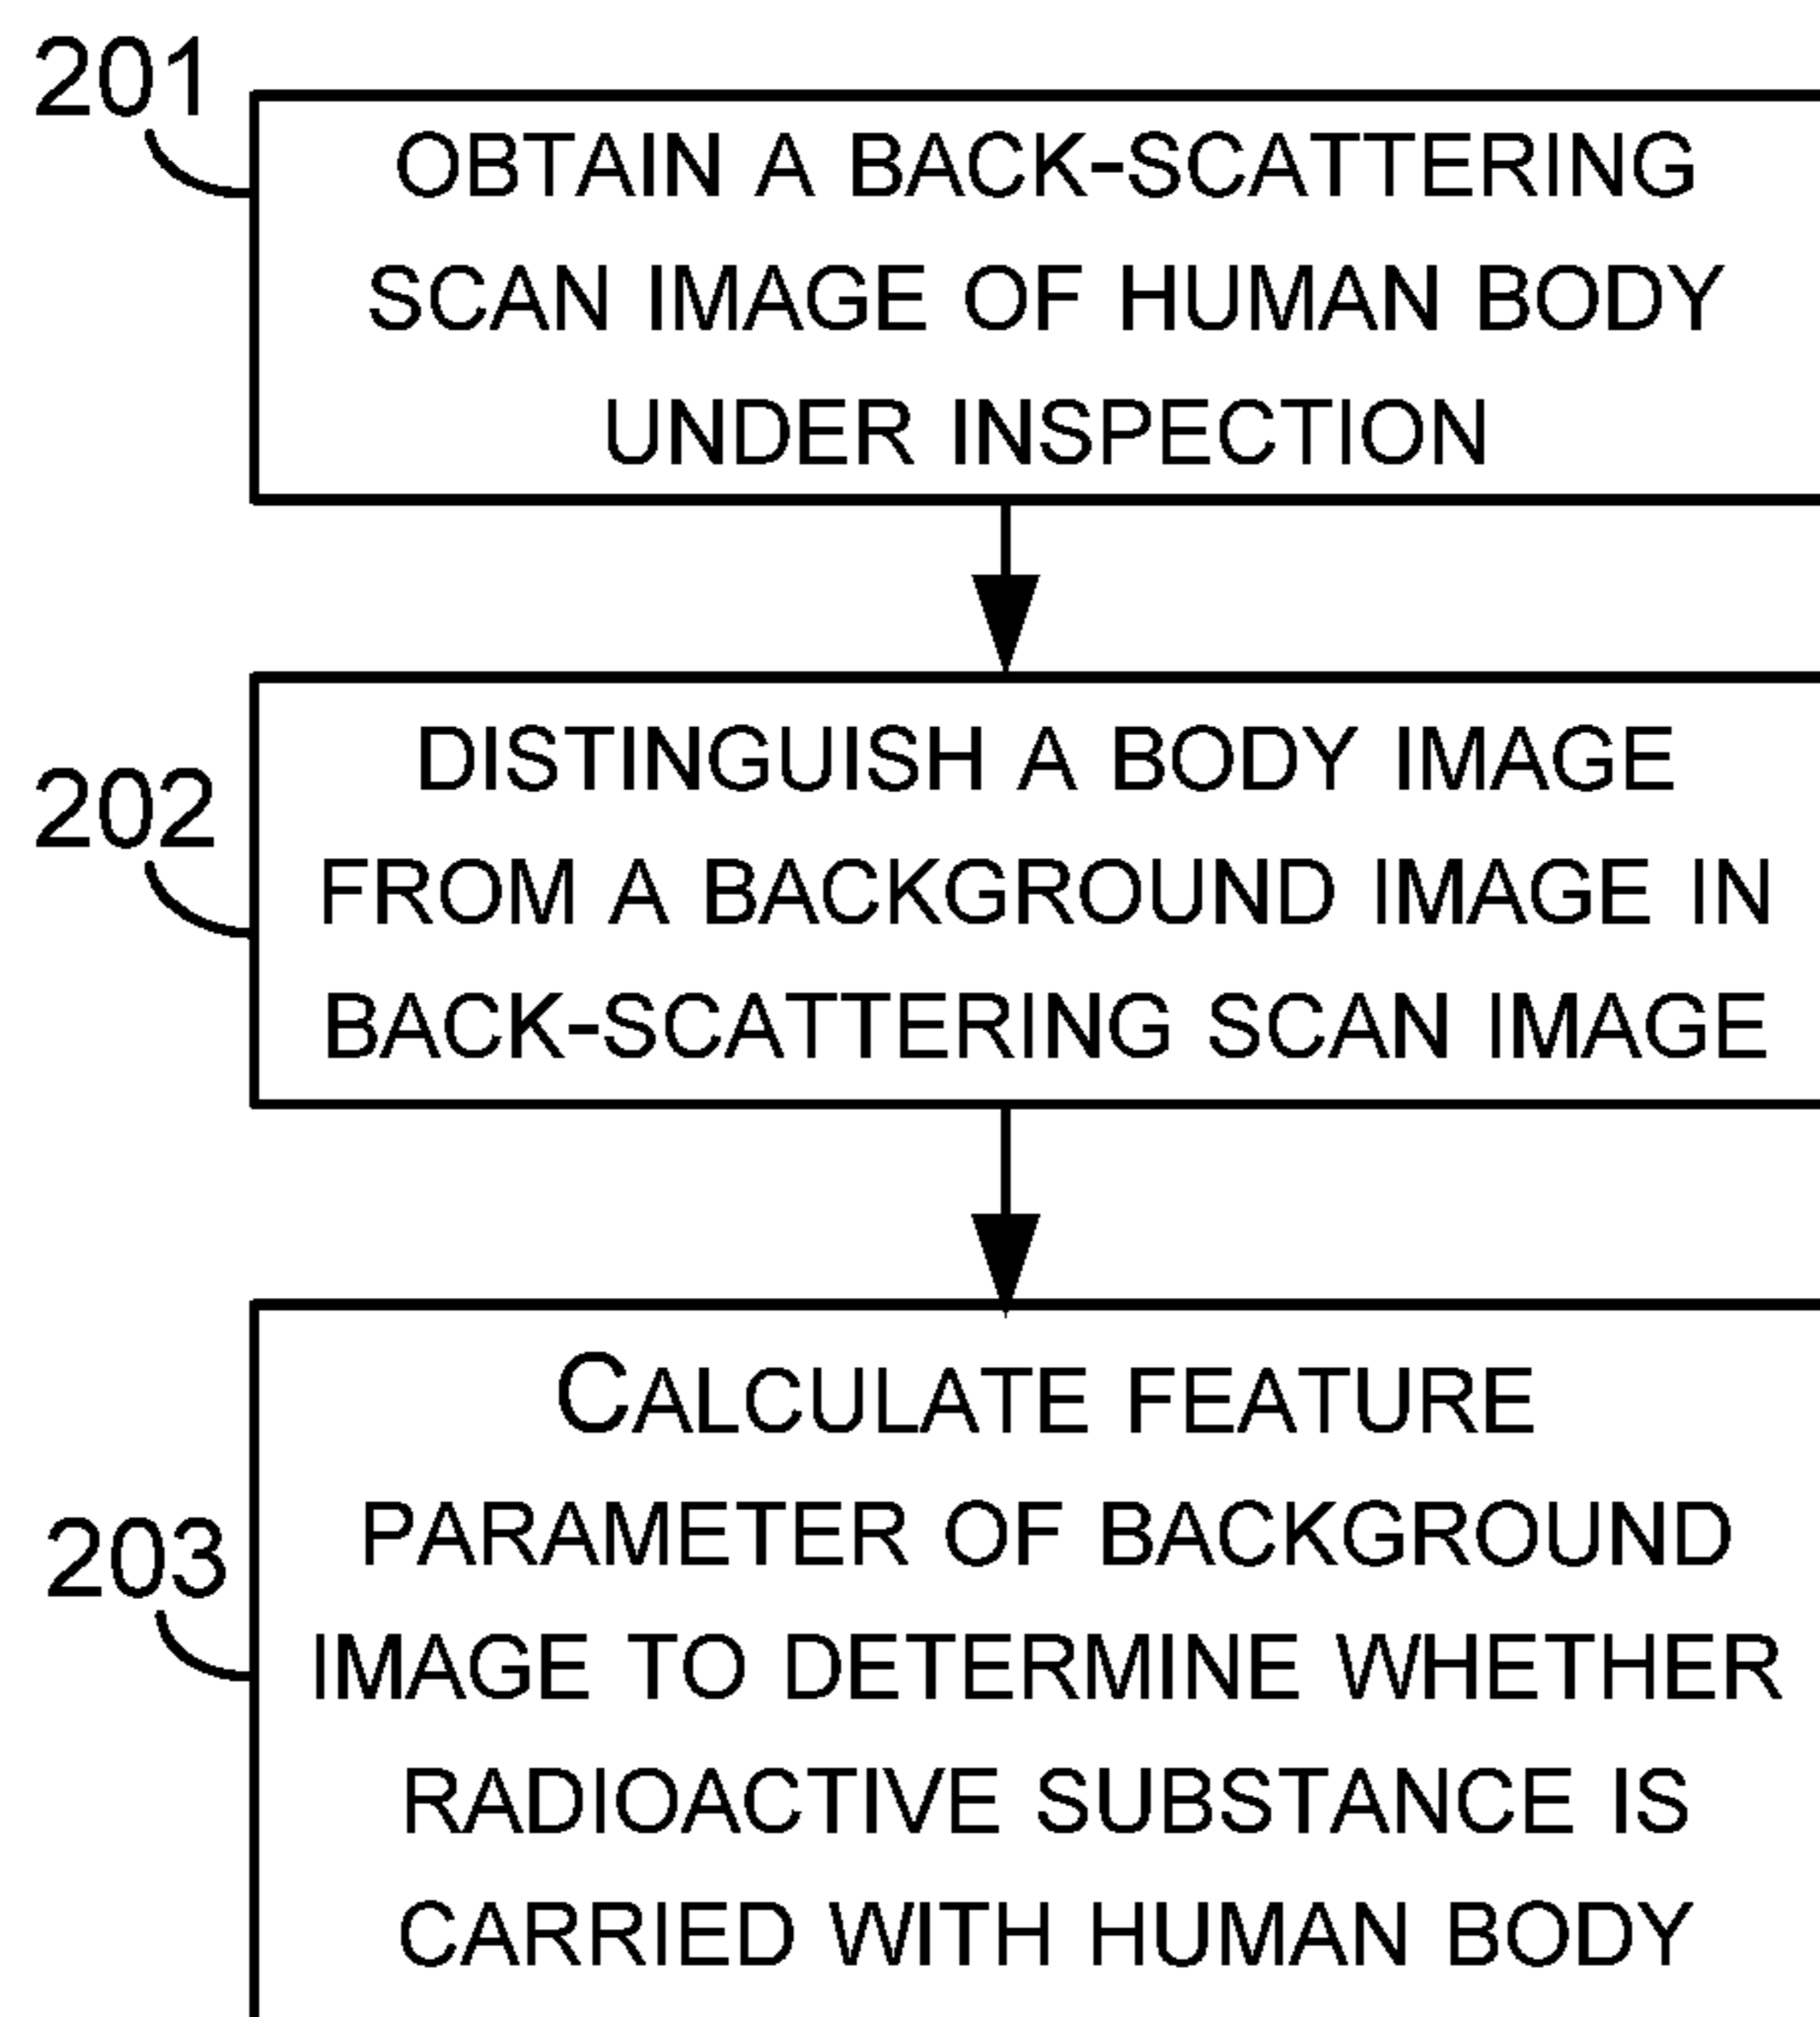 201
OBTAIN A BACK-SCATTERING
SCAN IMAGE OF HUMAN BODY
UNDER INSPECTION
202
DISTINGUISH A BODY IMAGE
FROM A BACKGROUND IMAGE IN
BACK-SCATTERING SCAN IMAGE
203
CALCULATE FEATURE
PARAMETER OF BACKGROUND
IMAGE TO DETERMINE WHETHER
RADIOACTIVE SUBSTANCE IS
CARRIED WITH HUMAN BODY